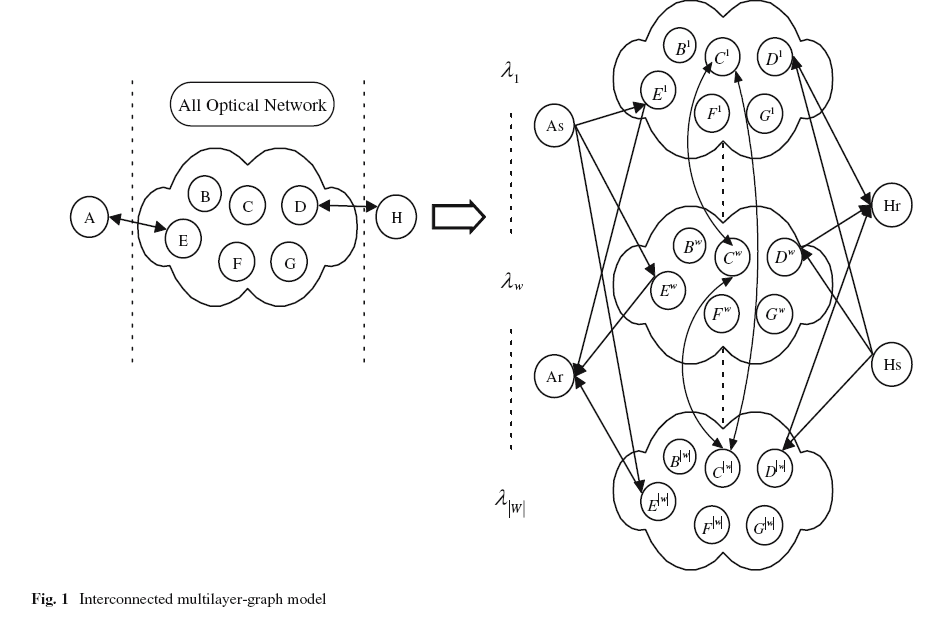 All Optical Network
A
B
C
D
E
F
G
H
λ1
λw
λ|W|
As
Ar
B1
C1
D1
E1
F1
G1
Bw
Cw
Dw
Ew
Fw
Gw
B|w|
C|w|
D|w|
E|w|
F|w|
G|w|
Hr
Hs
Fig. 1 Interconnected multilayer-graph model